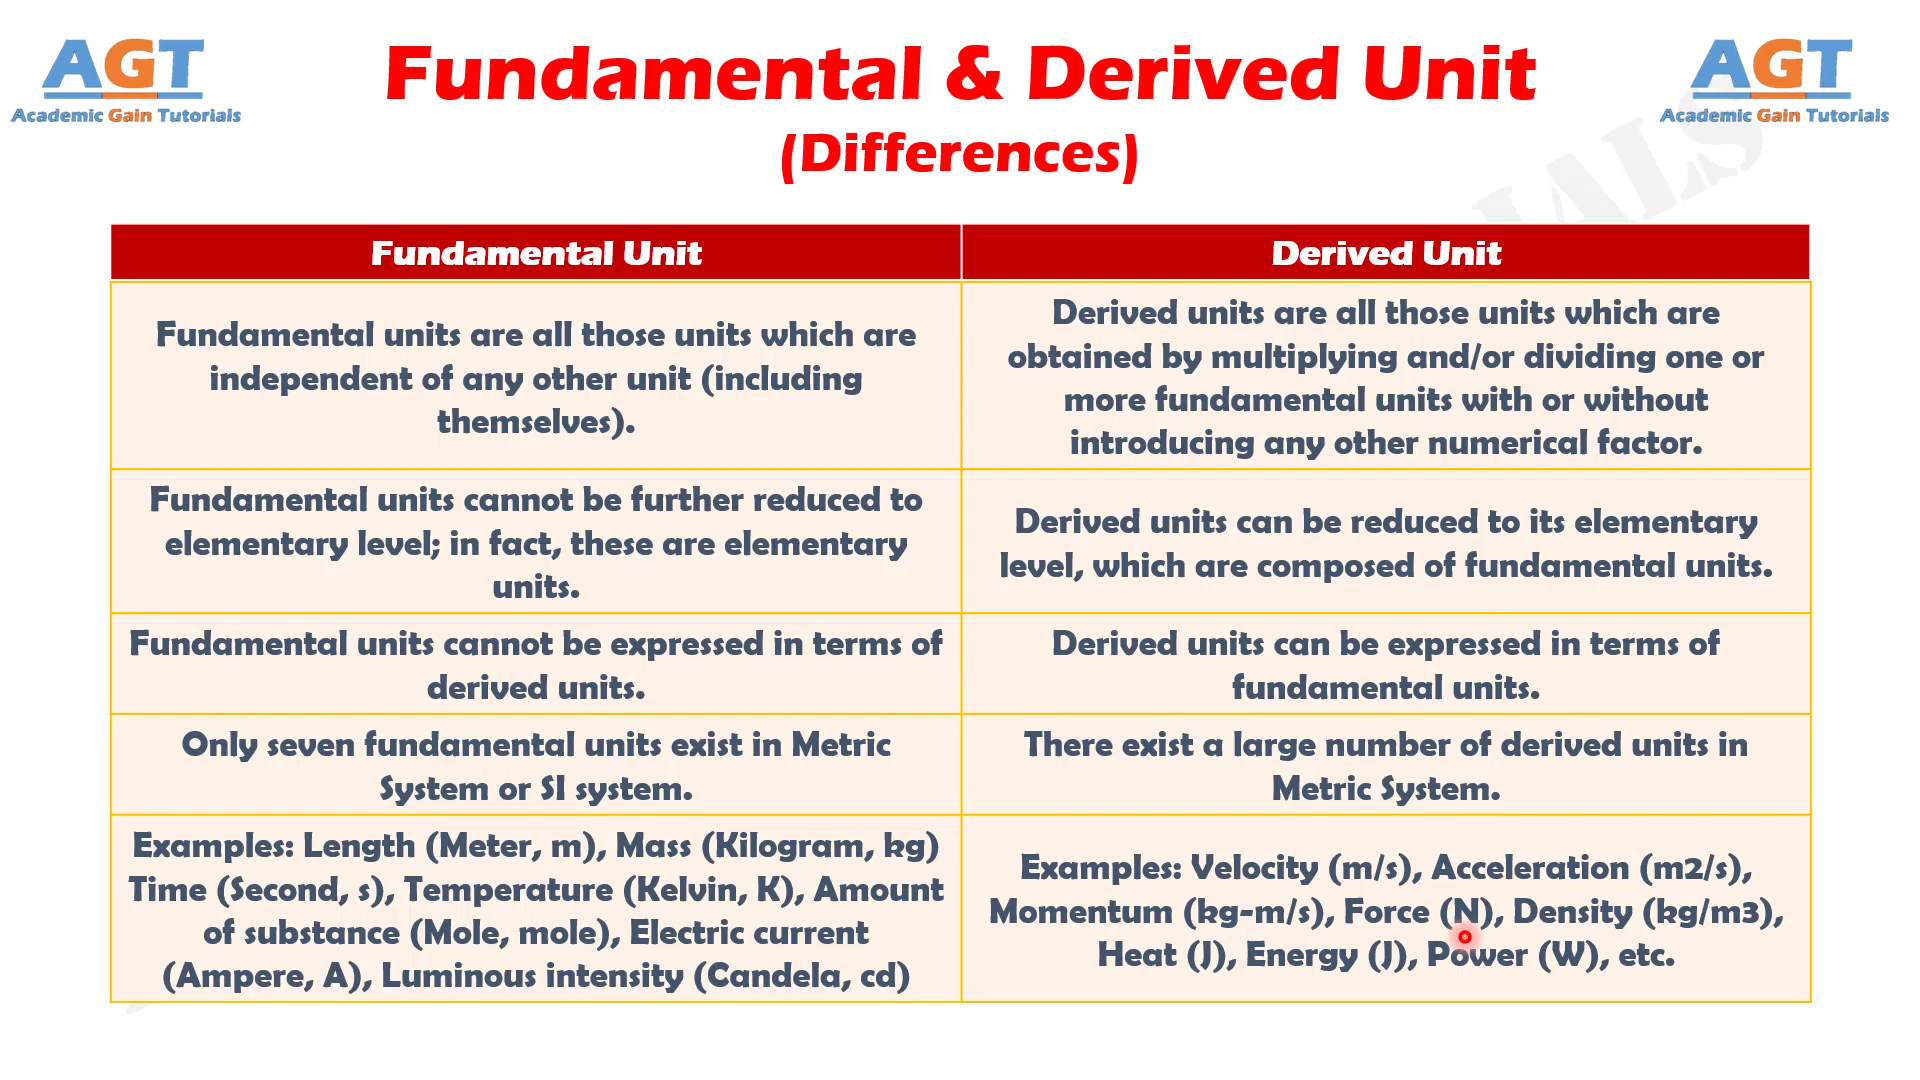 AGT
Academic Gain Tutorials
Fundamental & Derived Unit
(Differences)
AGT
Academic Gain Tutorials
Fundamental Unit
Derived Unit
Fundamental units are all those units which are
independent of any other unit (including
themselves).
Derived units are all those units which are
obtained by multiplying and/or dividing one or
more fundamental units with or without
introducing any other numerical factor.
Fundamental units cannot be further reduced to
elementary level; in fact, these are elementary
units.
Derived units can be reduced to its elementary
level, which are composed of fundamental units.
Fundamental units cannot be expressed in terms of
derived units.
Derived units can be expressed in terms of
fundamental units.
Only seven fundamental units exist in Metric
System or SI system.
There exist a large number of derived units in
Metric System.
Examples: Length (Meter, m), Mass (Kilogram, kg)
Time (Second, s), Temperature (Kelvin, K), Amount
of substance (Mole, mole), Electric current
(Ampere, A), Luminous intensity (Candela, cd)
Examples: Velocity (m/s), Acceleration (m2/s),
Momentum (kg-m/s), Force (N), Density (kg/m3),
Heat (J), Energy (J), Power (W), etc.